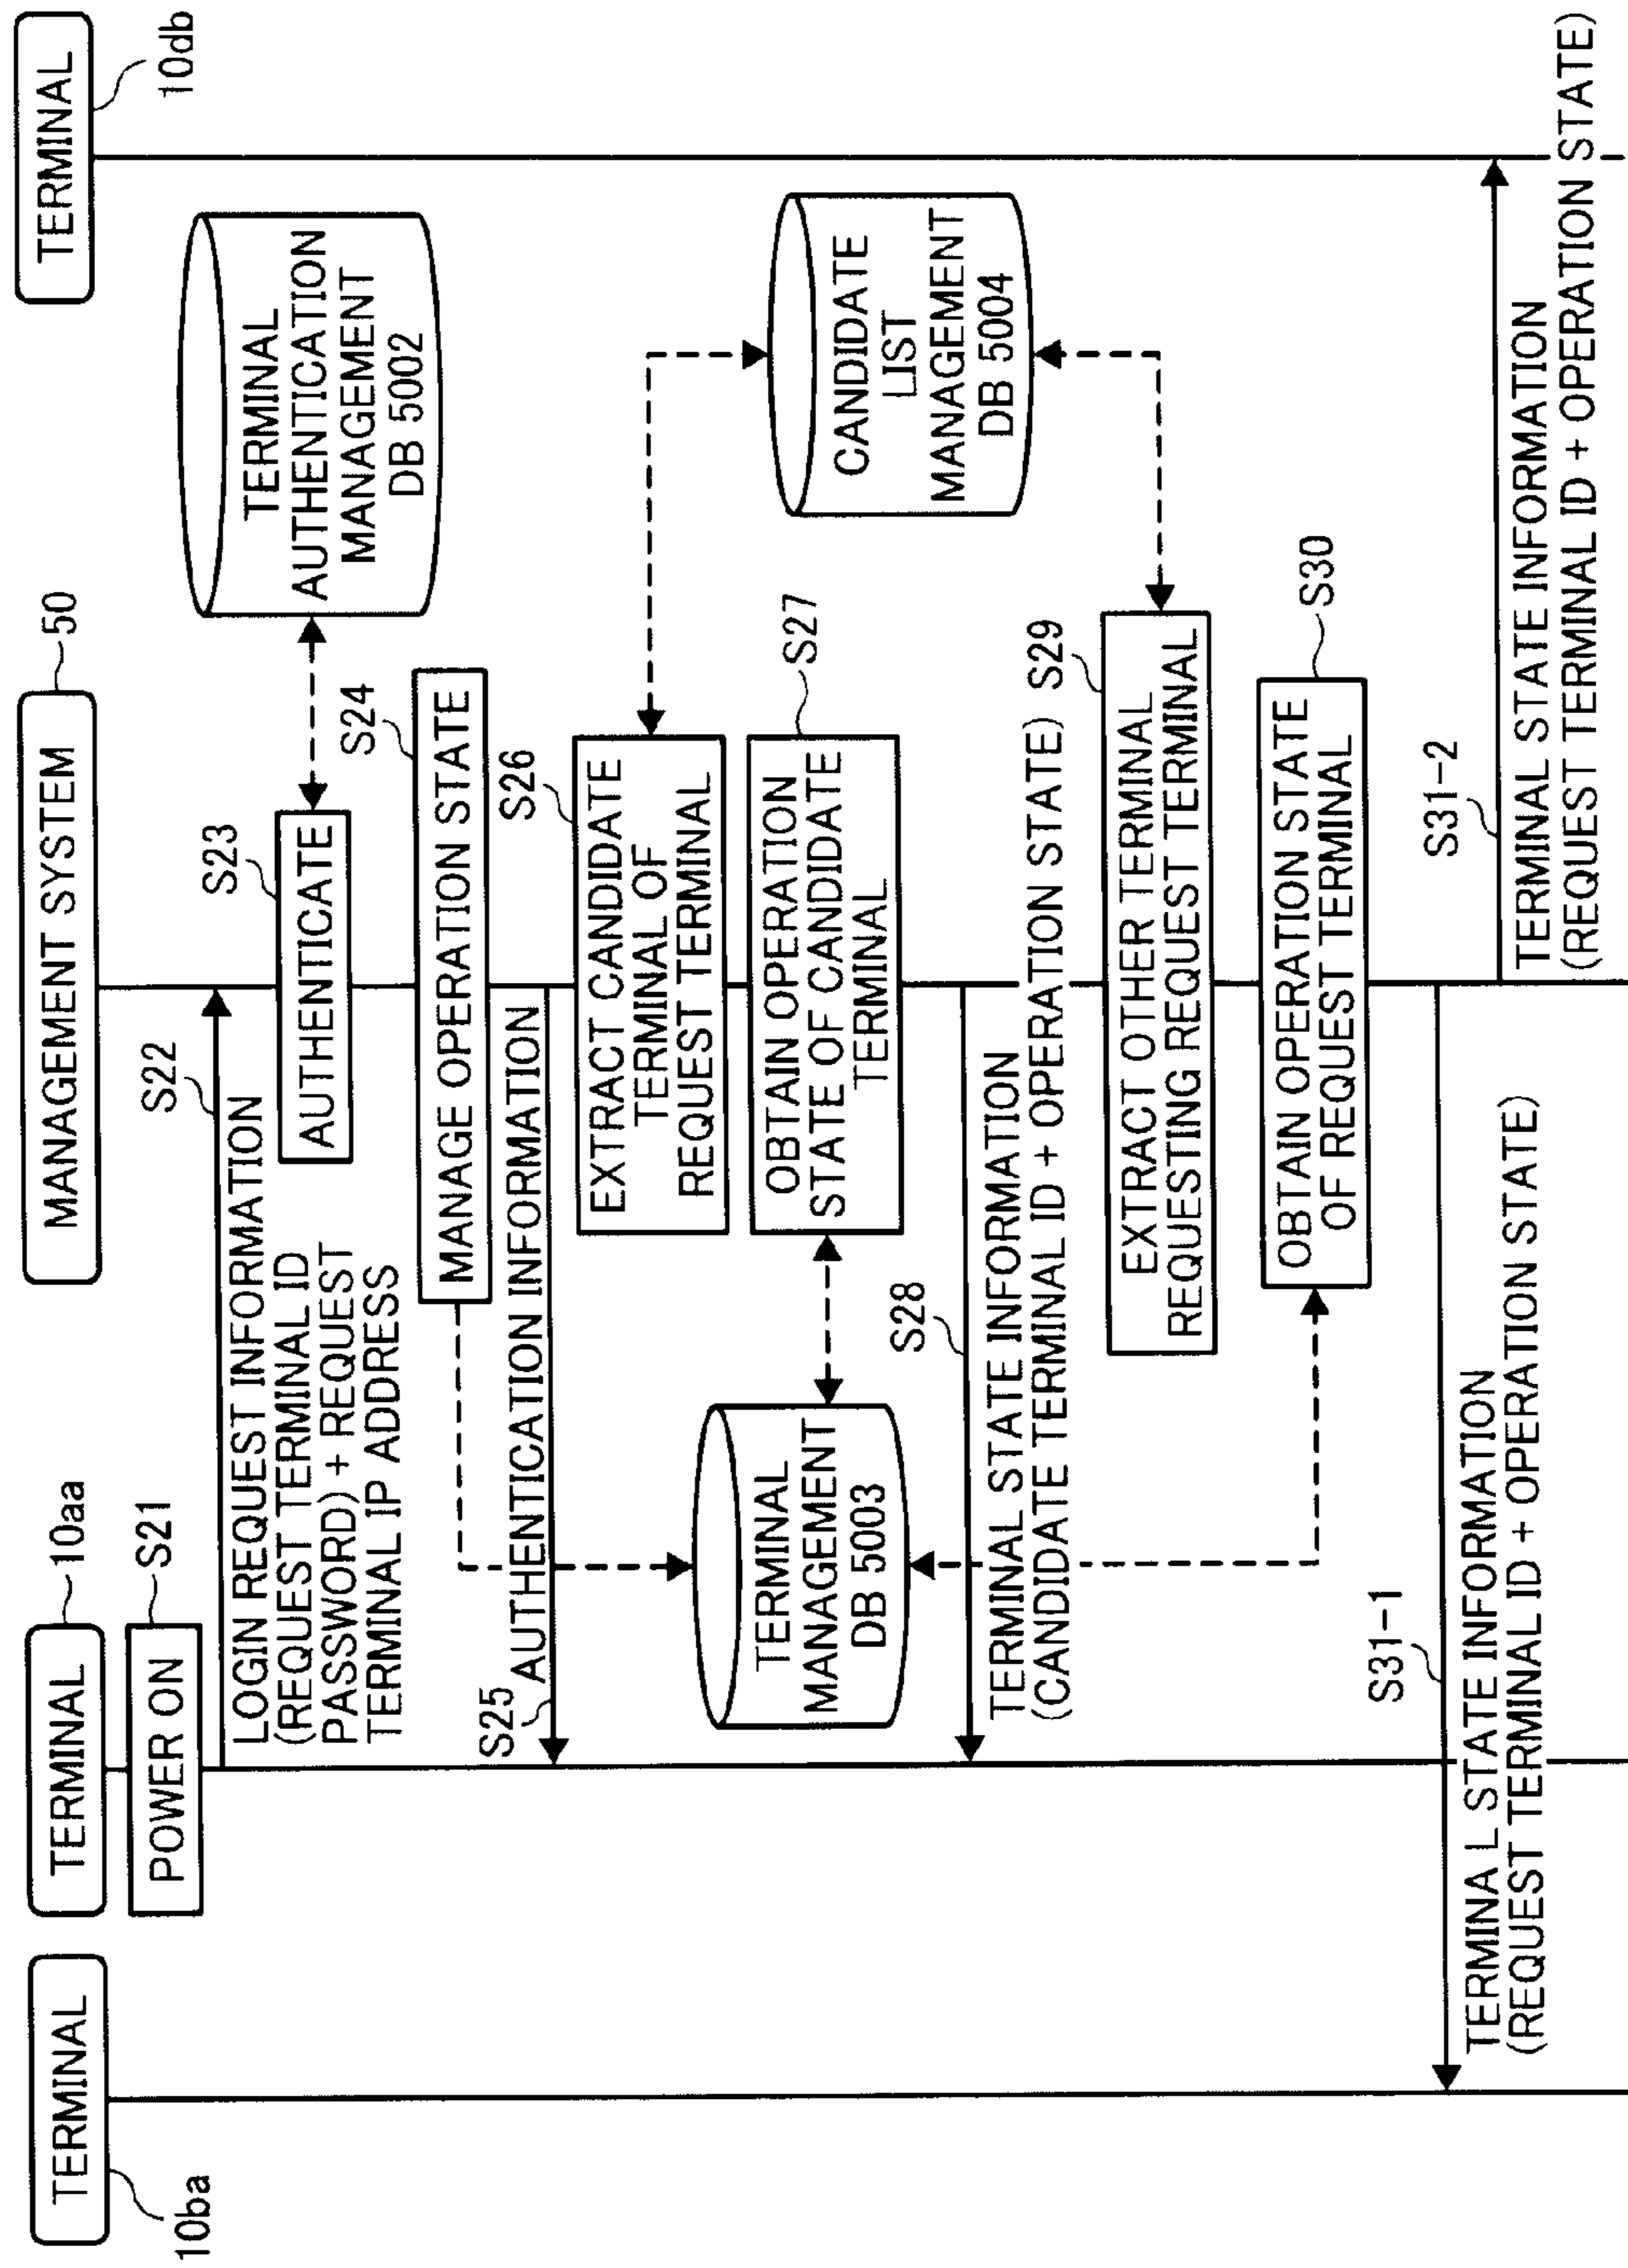 TERMINAL
10ba
TERMINAL
10aa
MANAGEMENT SYSTEM
50
TERMINAL
10db
POWER ON
S21
S22
LOGIN REQUEST INFORMATION
(REQUEST TERMINAL ID
PASSWORD) + REQUEST
TERMINAL IP ADDRESS
S23
AUTHENTICATE
TERMINAL
AUTHENTICATION
MANAGEMENT
DB 5002
S24
MANAGE OPERATION STATE
S25
AUTHENTICATION INFORMATION
S26
EXTRACT CANDIDATE
TERMINAL OF
REQUEST TERMINAL
CANDIDATE
LIST
MANAGEMENT
DB 5004
S27
OBTAIN OPERATION
STATE OF CANDIDATE
TERMINAL
TERMINAL
MANAGEMENT
DB 5003
S28
TERMINAL STATE INFORMATION
(CANDIDATE TERMINAL ID + OPERATION STATE)
S29
EXTRACT OTHER TERMINAL
REQUESTING REQUEST TERMINAL
S30
OBTAIN OPERATION STATE
OF REQUEST TERMINAL
S31-1
TERMINAL STATE INFORMATION
(REQUEST TERMINAL ID + OPERATION STATE)
S31-2
TERMINAL STATE INFORMATION
(REQUEST TERMINAL ID + OPERATION STATE)